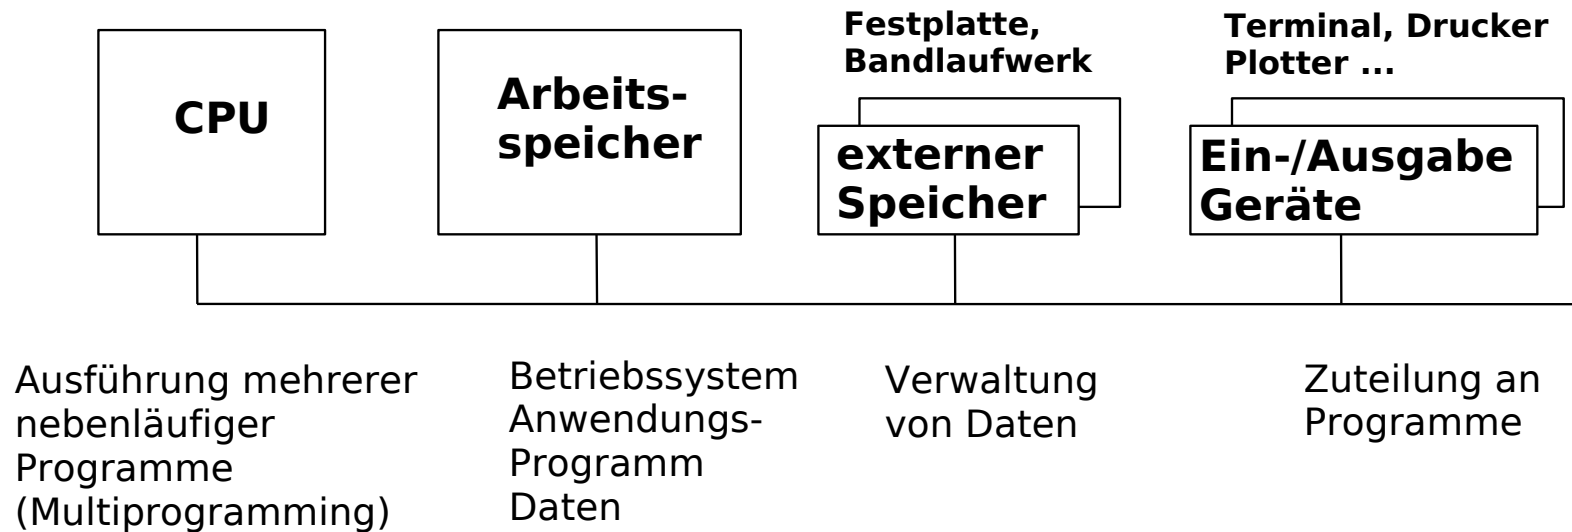 CPU
Arbeits-
speicher
Festplatte,
Bandlaufwerk
externer
Speicher
Terminal, Drucker
Plotter ...
Ein-/Ausgabe
Geräte
Ausführung mehrerer
nebenläufiger
Programme
(Multiprogramming)
Betriebssystem
Anwendungs-
Programm
Daten
Verwaltung
von Daten
Zuteilung an
Programme